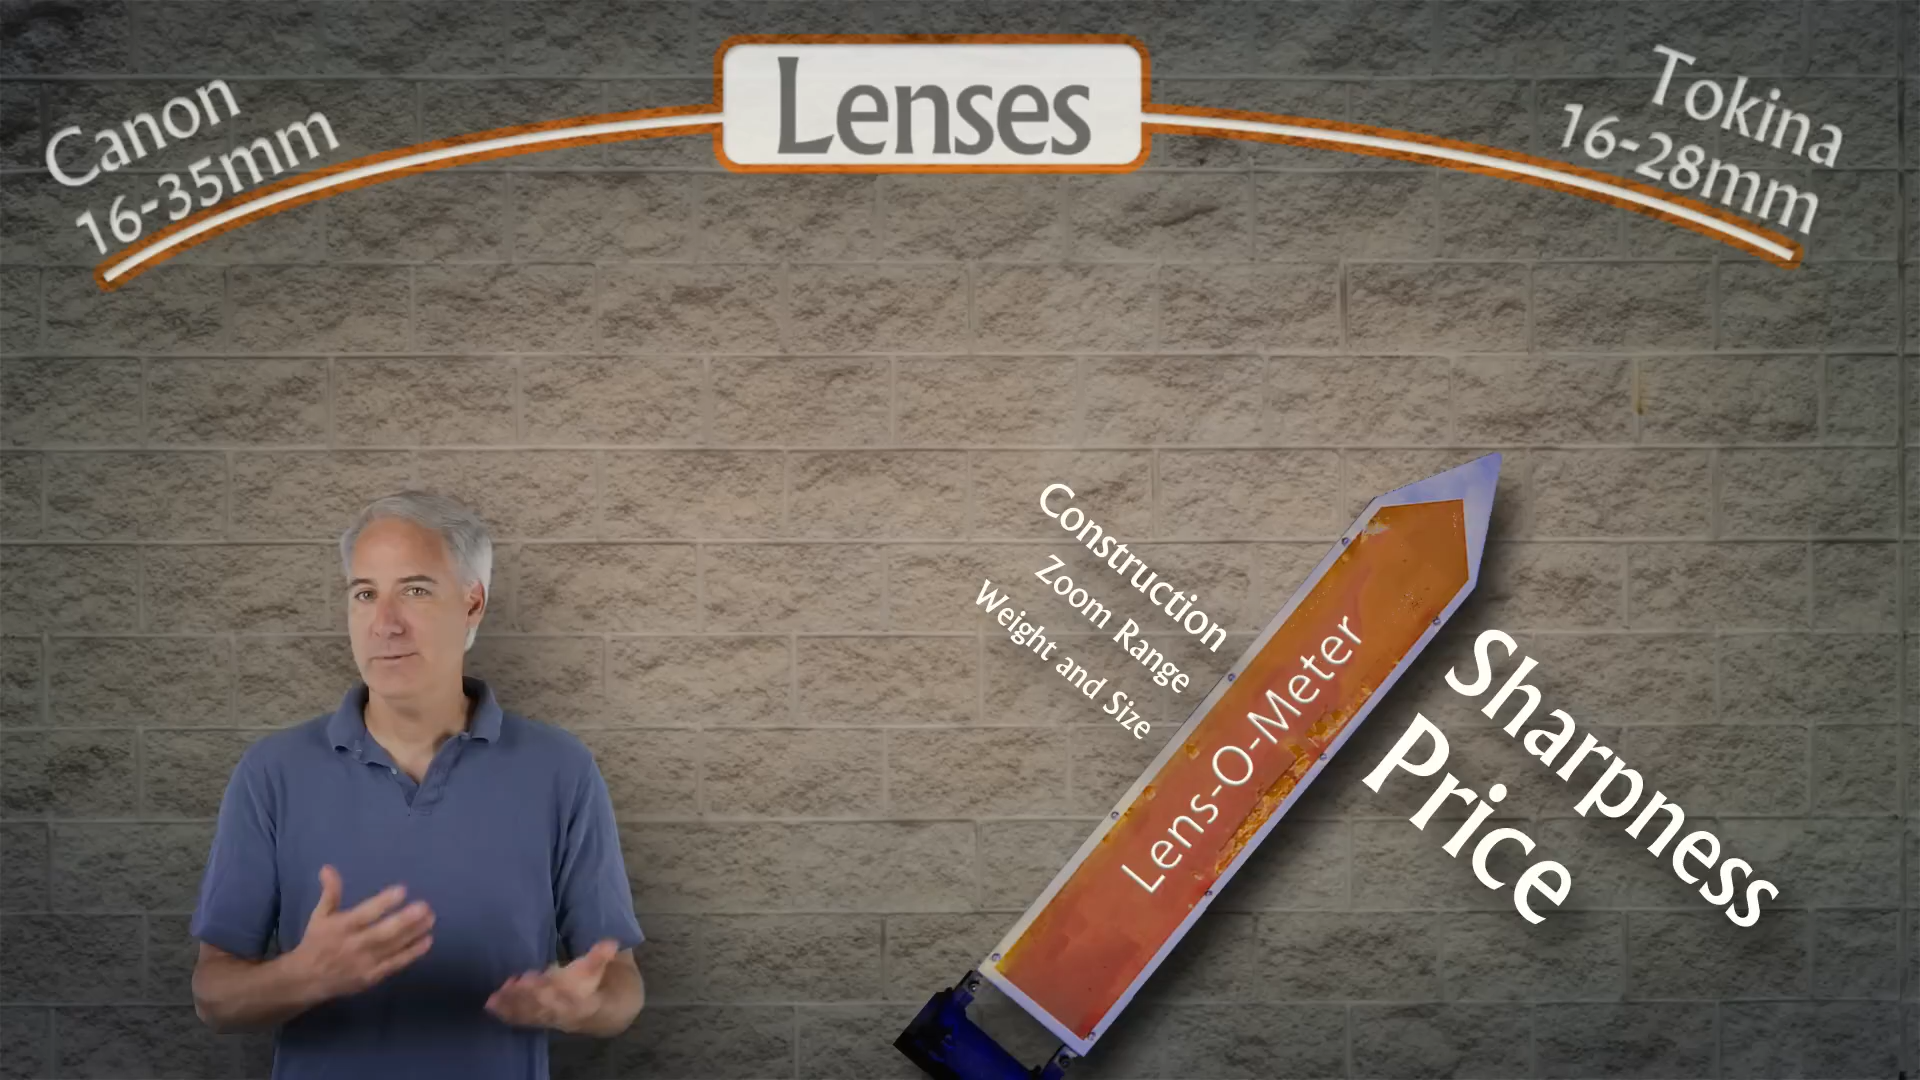 Lenses
Canon
16-35mm
Tokina
16-28mm
Construction
Zoom Range
Weight and Size
Lens-O-Meter
Sharpness
Price